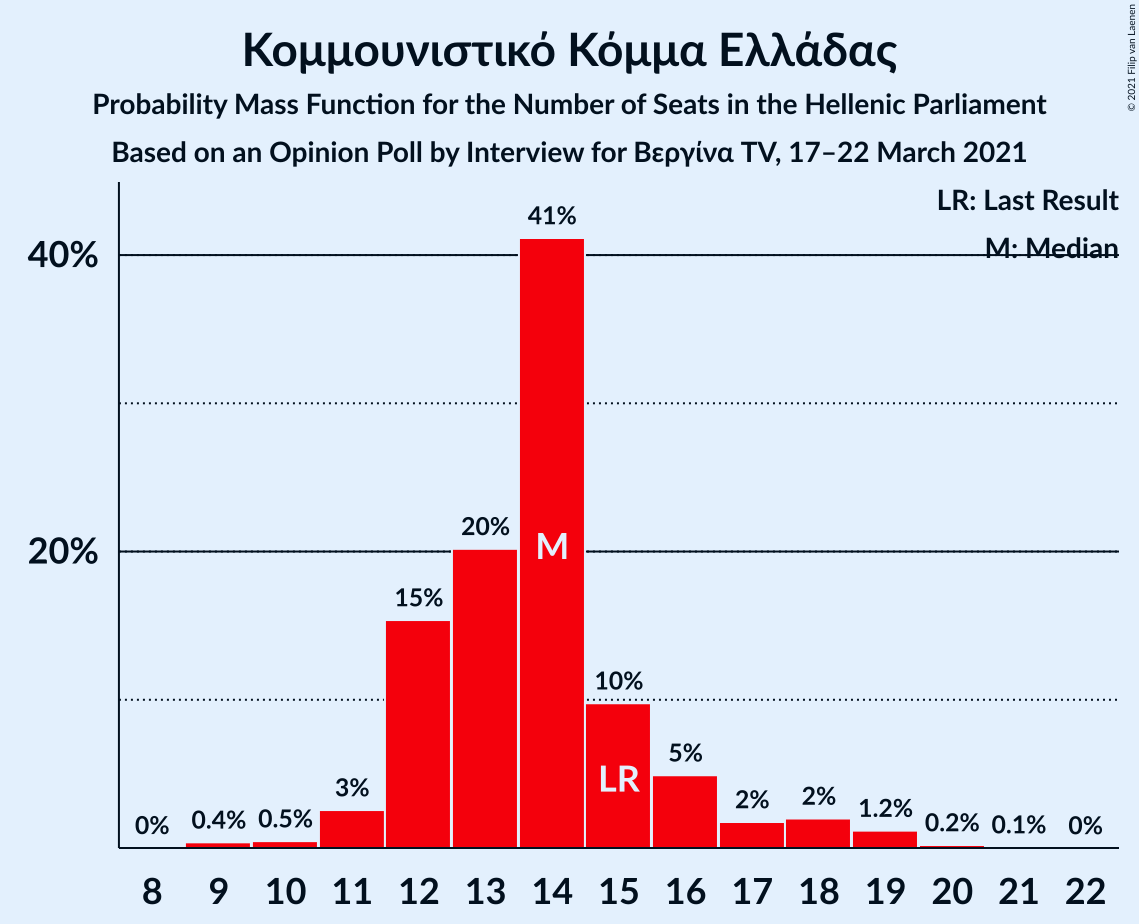 Κομμουνιστικό Κόμμα Ελλάδας
Probability Mass Function for the Number of Seats in the Hellenic Parliament
Based on an Opinion Poll by Interview for Βεργίνα TV, 17–22 March 2021
© 2021 Filip van Laenen
LR: Last Result
M: Median
40%
20%
0%
0.4%
0.5%
3%
15%
20%
41%
10%
5%
2%
2%
1.2%
0.2%
0.1%
0%
M
LR
8 9 10 11 12 13 14 15 16 17 18 19 20 21 22